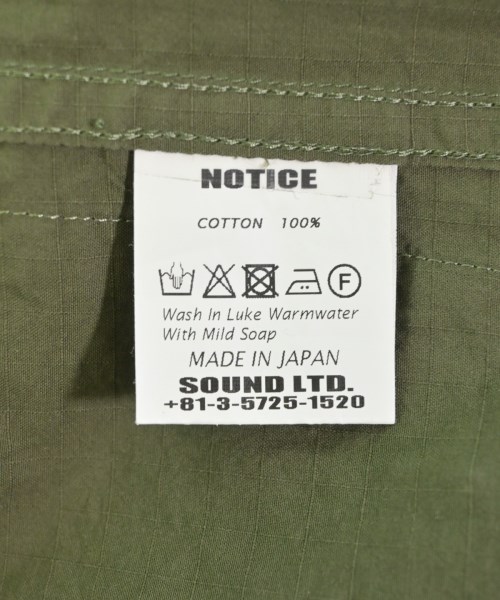 NOTICE
COTTON 100%
F
Wash In Luke Warmwater
With Mild Soap
MADE IN JAPAN
SOUND LTD.
+81-3-5725-1520